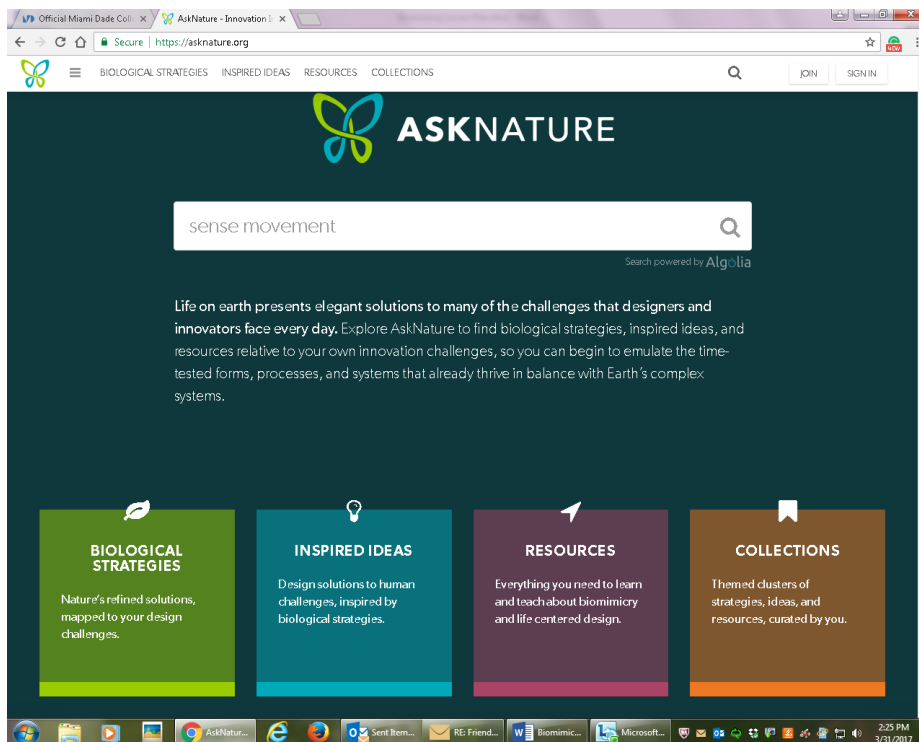 Official Miami Dade Coll
AskNature - Innovation I
Secure | https://asknature.org
NEW
BIOLOGICAL STRATEGIES INSPIRED IDEAS RESOURCES COLLECTIONS
JOIN SIGN IN
ASKNATURE
sense movement
Search powered by Algolia
Life on earth presents elegant solutions to many of the challenges that designers and
innovators face every day. Explore AskNature to find biological strategies, inspired ideas, and
resources relative to your own innovation challenges, so you can begin to emulate the time-
tested forms, processes, and systems that already thrive in balance with Earth's complex
systems.
BIOLOGICAL
STRATEGIES
Nature's refined solutions,
mapped to your design
challenges.
INSPIRED IDEAS
Design solutions to human
challenges, inspired by
biological strategies.
RESOURCES
Everything you need to learn
and teach about biomimicry
and life centered design.
COLLECTIONS
Themed clusters of
strategies, ideas, and
resources, curated by you.
AskNatur... Sent Item... RE: Friend... Biomimic... Microsoft...
2:25 PM
3/31/2017